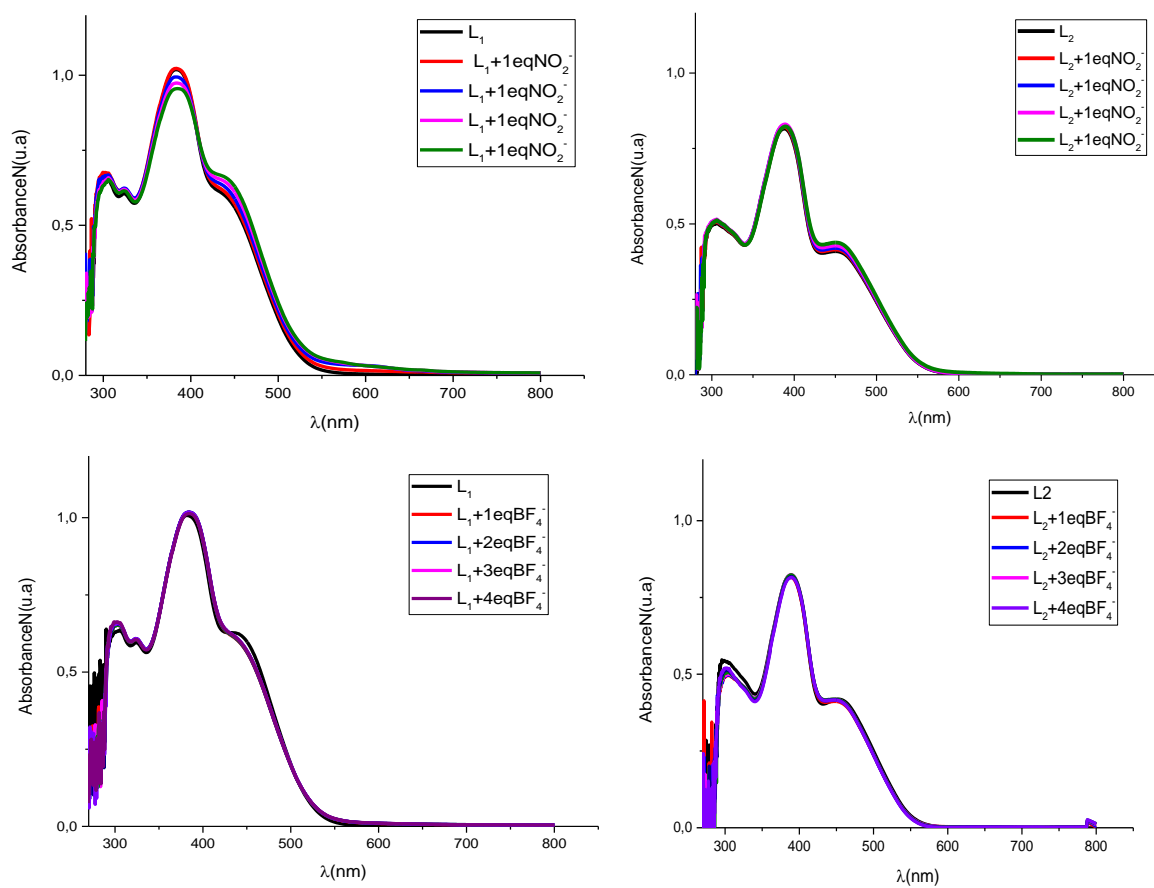 L₁
L₁+1eqNO₂⁻
L₁+1eqNO₂⁻
L₁+1eqNO₂⁻
L₁+1eqNO₂⁻
1,0
0,5
0,0
AbsorbanceN(u.a)
300 400 500 600 700 800
λ(nm)
L₂
L₂+1eqNO₂⁻
L₂+1eqNO₂⁻
L₂+1eqNO₂⁻
L₂+1eqNO₂⁻
1,0
0,5
0,0
AbsorbanceN(u.a)
300 400 500 600 700 800
λ(nm)
L₁
L₁+1eqBF₄⁻
L₁+2eqBF₄⁻
L₁+3eqBF₄⁻
L₁+4eqBF₄⁻
1,0
0,5
0,0
AbsorbanceN(u.a)
300 400 500 600 700 800
λ(nm)
L2
L₂+1eqBF₄⁻
L₂+2eqBF₄⁻
L₂+3eqBF₄⁻
L₂+4eqBF₄⁻
1,0
0,5
0,0
AbsorbanceN(u.a)
300 400 500 600 700 800
λ(nm)